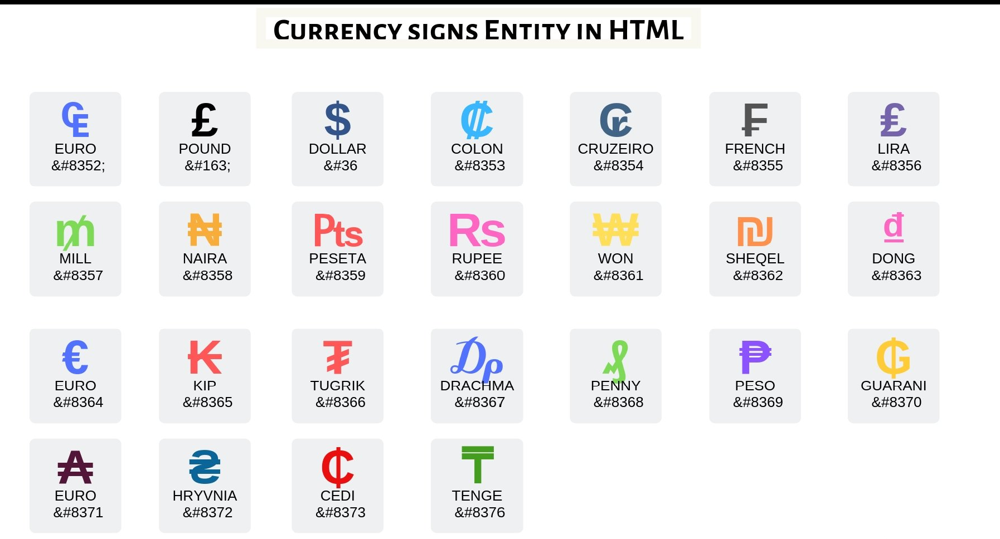 Currency signs Entity in HTML
₠ £ $ ₡ ₢ ₣ ₤
EURO POUND DOLLAR COLON CRUZEIRO FRENCH LIRA
&#8352; &#163; &#36 &#8353 &#8354 &#8355 &#8356
₥ ₦ ₧ ₨ ₩ ₪ ₫
MILL NAIRA PESETA RUPEE WON SHEQEL DONG
&#8357 &#8358 &#8359 &#8360 &#8361 &#8362 &#8363
€ ₭ ₮ ₯ ₰ ₱ ₲
EURO KIP TUGRIK DRACHMA PENNY PESO GUARANI
&#8364 &#8365 &#8366 &#8367 &#8368 &#8369 &#8370
₳ ₴ ₵ ₸
EURO HRYVNIA CEDI TENGE
&#8371 &#8372 &#8373 &#8376